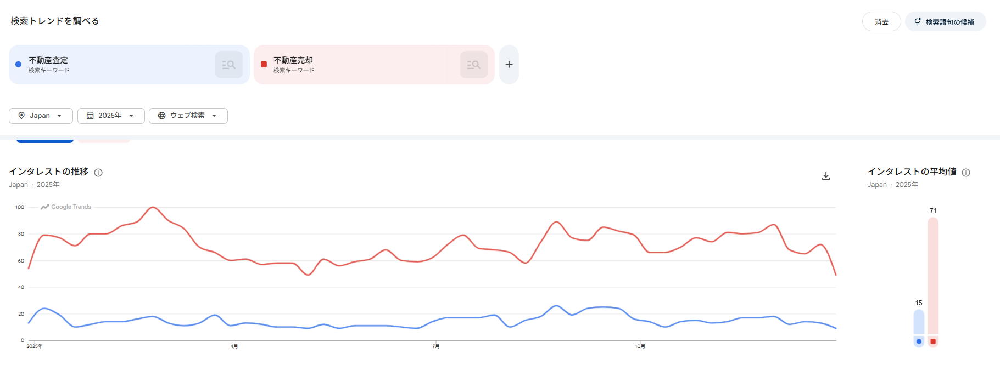 検索トレンドを調べる
消去
検索語句の候補
不動産査定
検索キーワード
不動産売却
検索キーワード
+
Japan
2025年
ウェブ検索
インタレストの推移
Japan · 2025年
インタレストの平均値
Japan · 2025年
Google Trends
100
80
60
40
20
0
2025年
4月
7月
10月
71
15